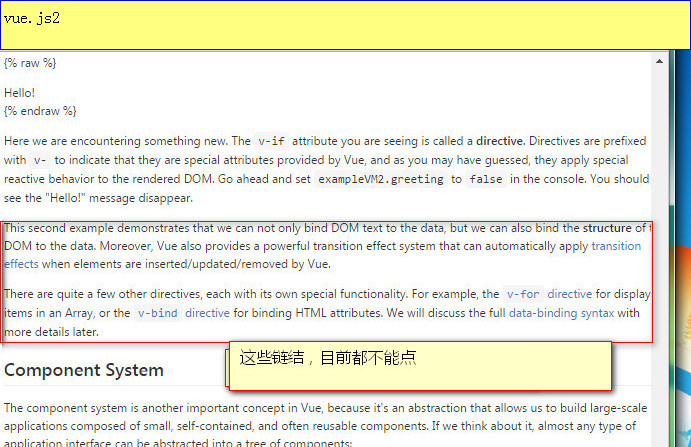 vue.js2
{% raw %}
Hello!
{% endraw %}
Here we are encountering something new. The v-if attribute you are seeing is called a directive. Directives are prefixed
with v- to indicate that they are special attributes provided by Vue, and as you may have guessed, they apply special
reactive behavior to the rendered DOM. Go ahead and set exampleVM2.greeting to false in the console. You should
see the "Hello!" message disappear.
This second example demonstrates that we can not only bind DOM text to the data, but we can also bind the structure of
DOM to the data. Moreover, Vue also provides a powerful transition effect system that can automatically apply transition
effects when elements are inserted/updated/removed by Vue.
There are quite a few other directives, each with its own special functionality. For example, the v-for directive for display
items in an Array, or the v-bind directive for binding HTML attributes. We will discuss the full data-binding syntax with
more details later.
这些链结，目前都不能点
Component System
The component system is another important concept in Vue, because it's an abstraction that allows us to build large-scale
applications composed of small, self-contained, and often reusable components. If we think about it, almost any type of
application interface can be abstracted into a tree of components: